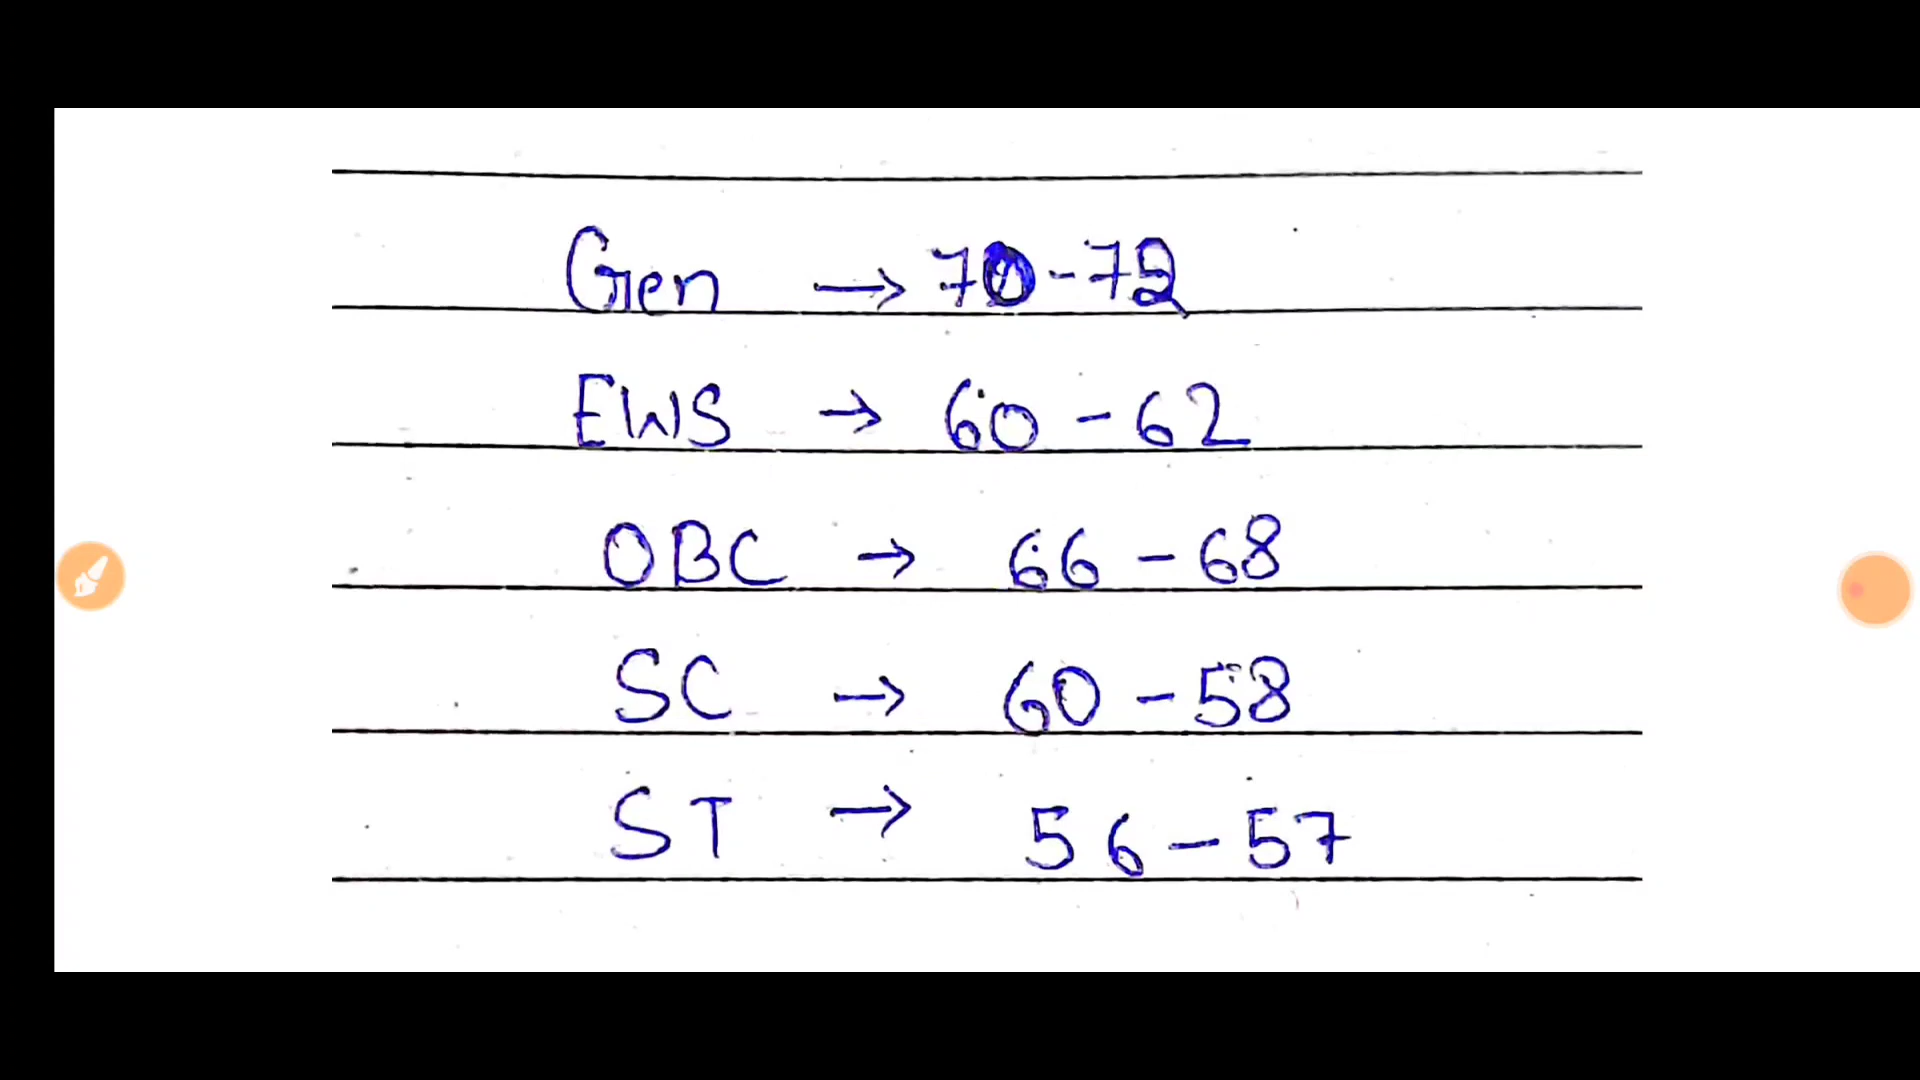 Gen → 70-72
EWS → 60-62
OBC → 66-68
SC → 60-58
ST → 56-57